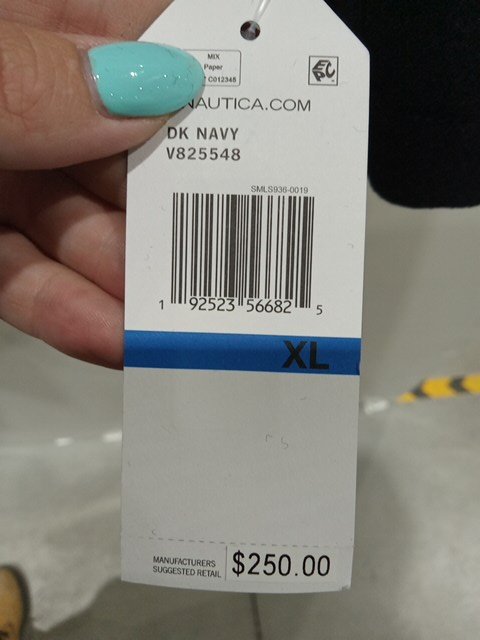 MIX
Paper
C012345
EPC
NAUTICA.COM
DK NAVY
V825548
SMLS936-0019
1 92523 56682 5
XL
MANUFACTURERS
SUGGESTED RETAIL
$250.00